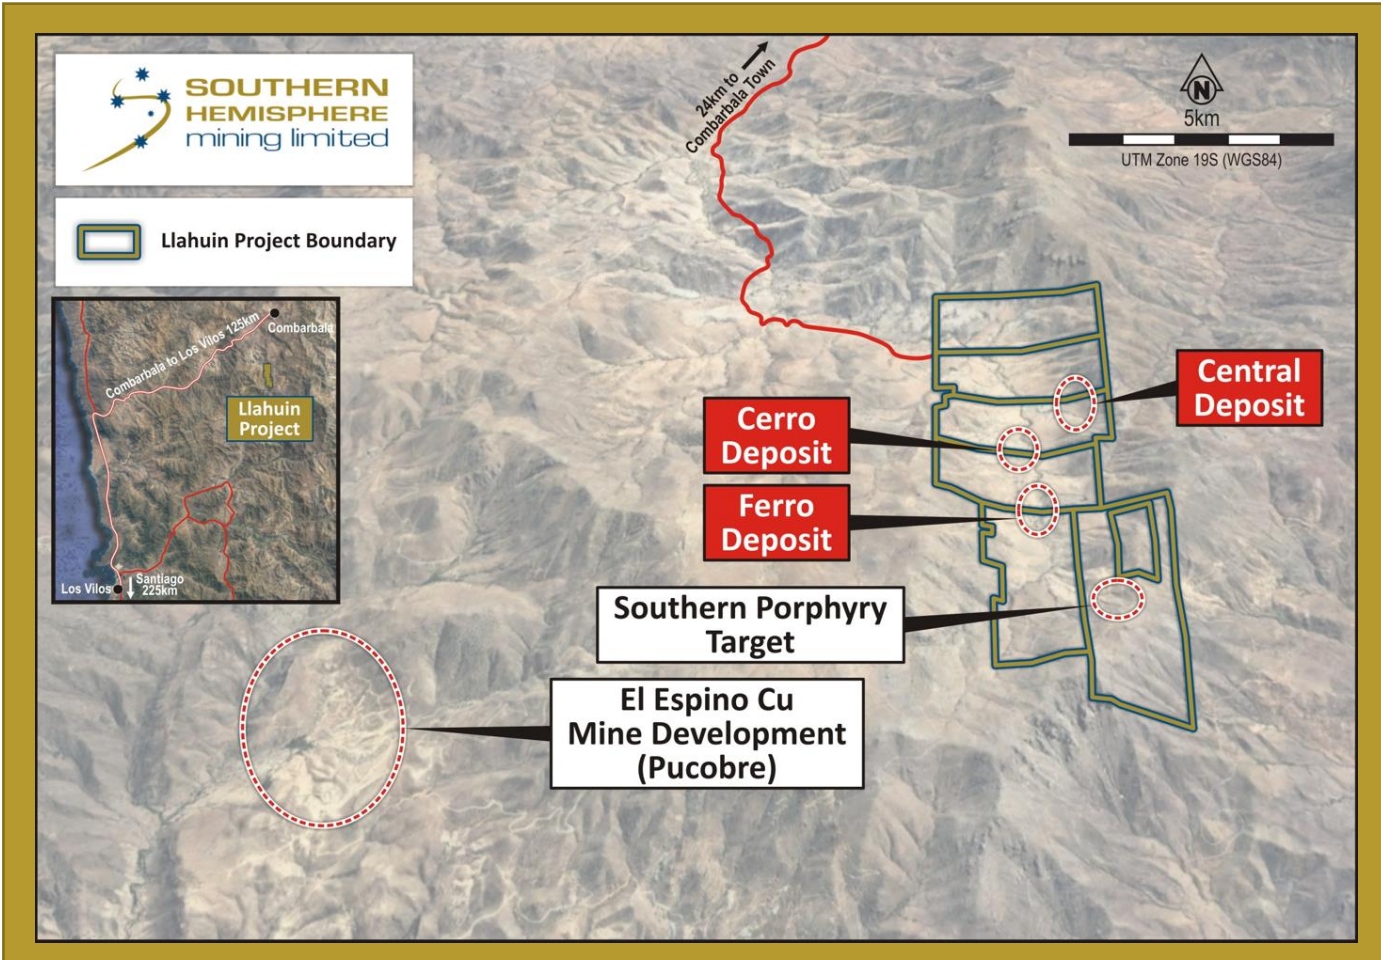 SOUTHERN
HEMISPHERE
mining limited
Llahuin Project Boundary
24km to
Combarbala Town
N
5km
UTM Zone 19S (WGS84)
Combarbala
Combarbala to Los Vilos 125km
Llahuin
Project
Los Vilos
Santiago
225km
Central
Deposit
Cerro
Deposit
Ferro
Deposit
Southern Porphyry
Target
El Espino Cu
Mine Development
(Pucobre)